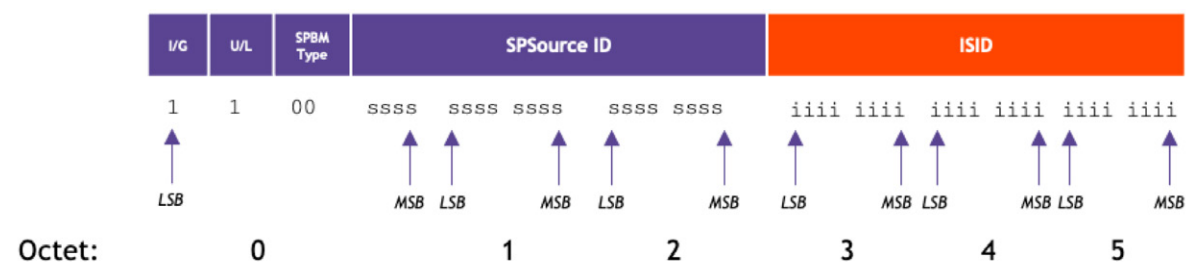 I/G U/L SPBM Type SPSource ID ISID
1 1 00 ssss ssss ssss ssss ssss iiii iiii iiii iiii iiii iiii
LSB MSB LSB MSB LSB MSB LSB MSB LSB MSB LSB MSB
Octet: 0 1 2 3 4 5